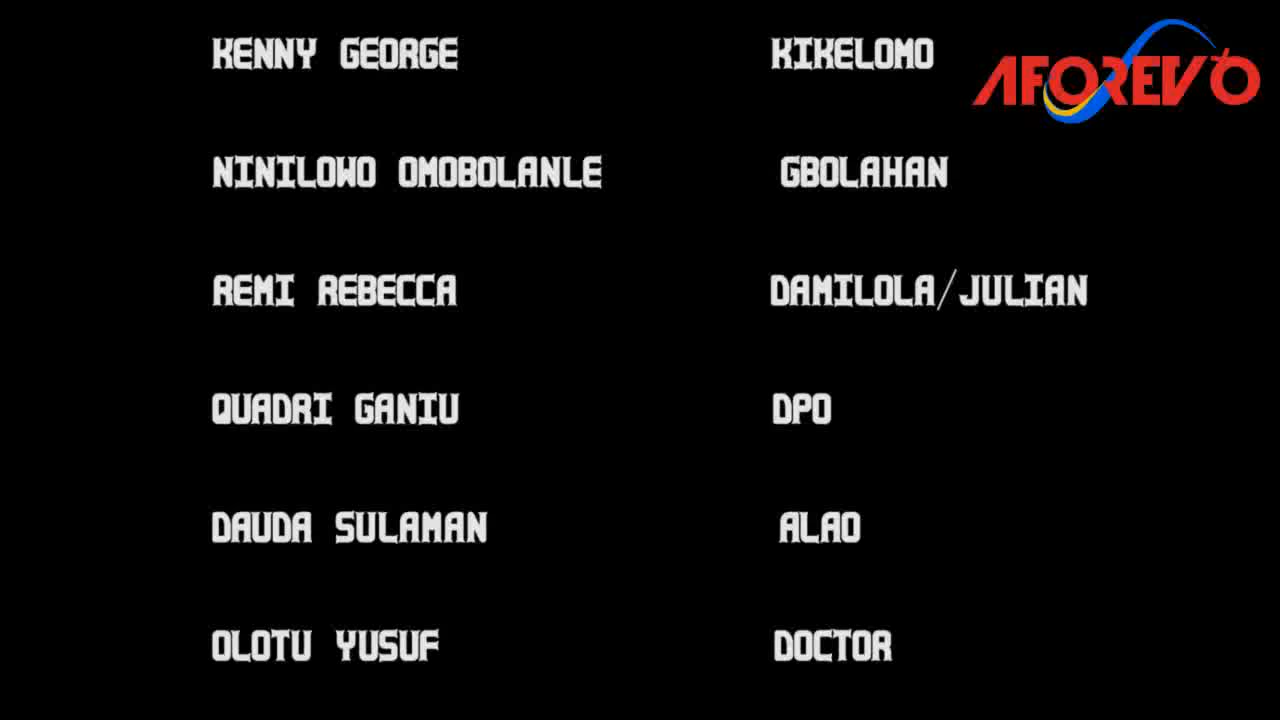 KENNY GEORGE KIKELOMO
AFOREVO
NINILOWO OMOBOLANLE GBOLAHAN
REMI REBECCA DAMILOLA/JULIAN
QUADRI GANIU DPO
DAUDA SULAMAN ALAO
OLOTU YUSUF DOCTOR